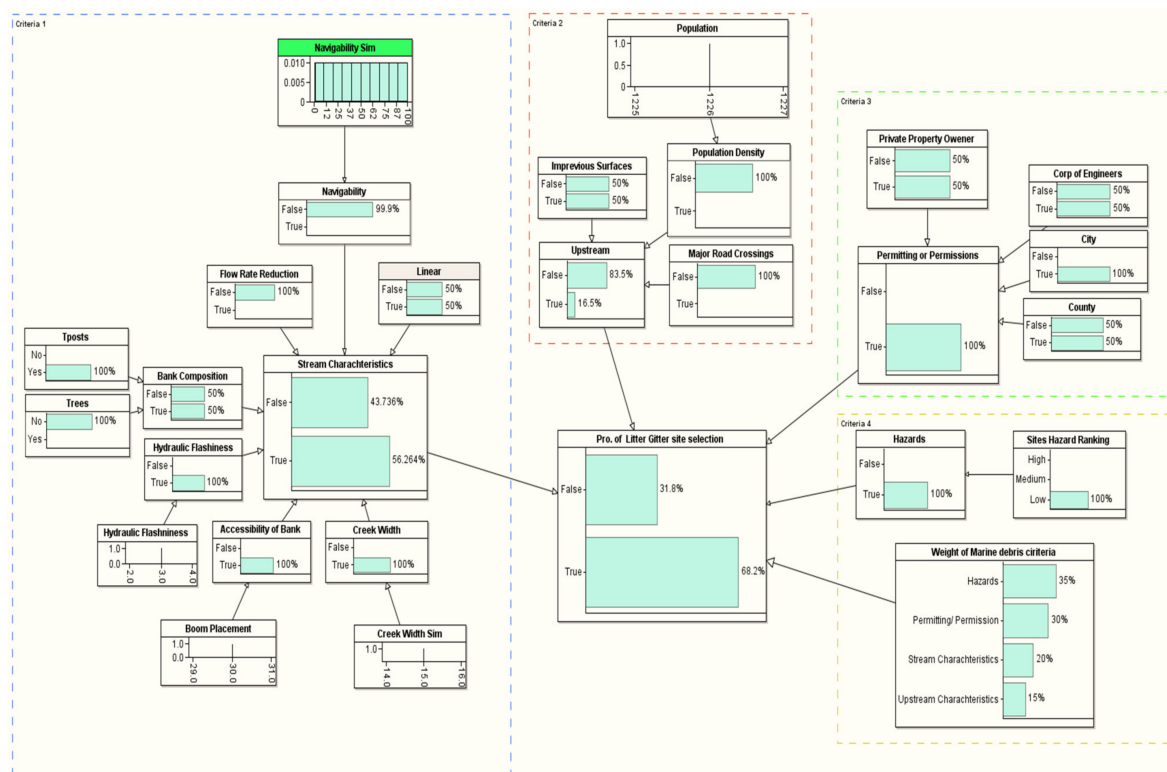 Criteria 1
Navigability Sim
0.010
0.005
0
0
12
25
37
50
62
75
87
100
Navigability
False 99.9%
True
Flow Rate Reduction
False 100%
True
Linear
False 50%
True 50%
Tposts
No
Yes 100%
Trees
No 100%
Yes
Bank Composition
False 50%
True 50%
Hydraulic Flashiness
False
True 100%
Stream Charachteristics
False 43.736%
True 56.264%
Hydraulic Flashniness
1.0
0.0
2.0
3.0
4.0
Accessibility of Bank
False
True 100%
Creek Width
False
True 100%
Boom Placement
1.0
0.0
29.0
30.0
31.0
Creek Width Sim
1.0
14.0
15.0
16.0
Criteria 2
Population
1.0
0.5
0
1225
1226
1227
Imprevious Surfaces
False 50%
True 50%
Population Density
False 100%
True
Upstream
False 83.5%
True 16.5%
Major Road Crossings
False 100%
True
Criteria 3
Private Property Owener
False 50%
True 50%
Corp of Engineers
False 50%
True 50%
City
False
True 100%
County
False 50%
True 50%
Permitting or Permissions
False
True 100%
Pro. of Litter Gitter site selection
False 31.8%
True 68.2%
Criteria 4
Hazards
False
True 100%
Sites Hazard Ranking
High
Medium
Low 100%
Weight of Marine debris ciriteria
Hazards 35%
Permitting/ Permission 30%
Stream Charachteristics 20%
Upstream Charachteristics 15%